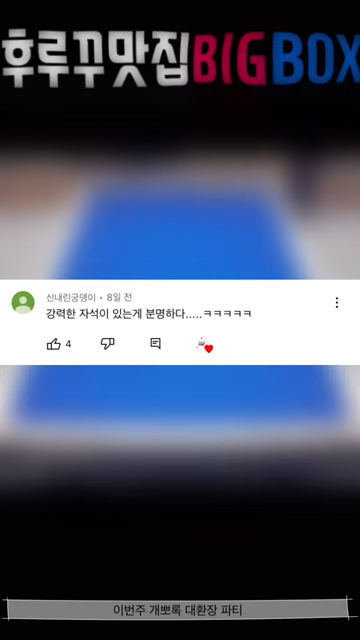 후루꾸맛집BIGBOX
신내린궁뎅이 • 8일 전
강력한 자석이 있는게 분명하다.....ㅋㅋㅋㅋㅋ
4
이번주 개뽀록 대환장 파티